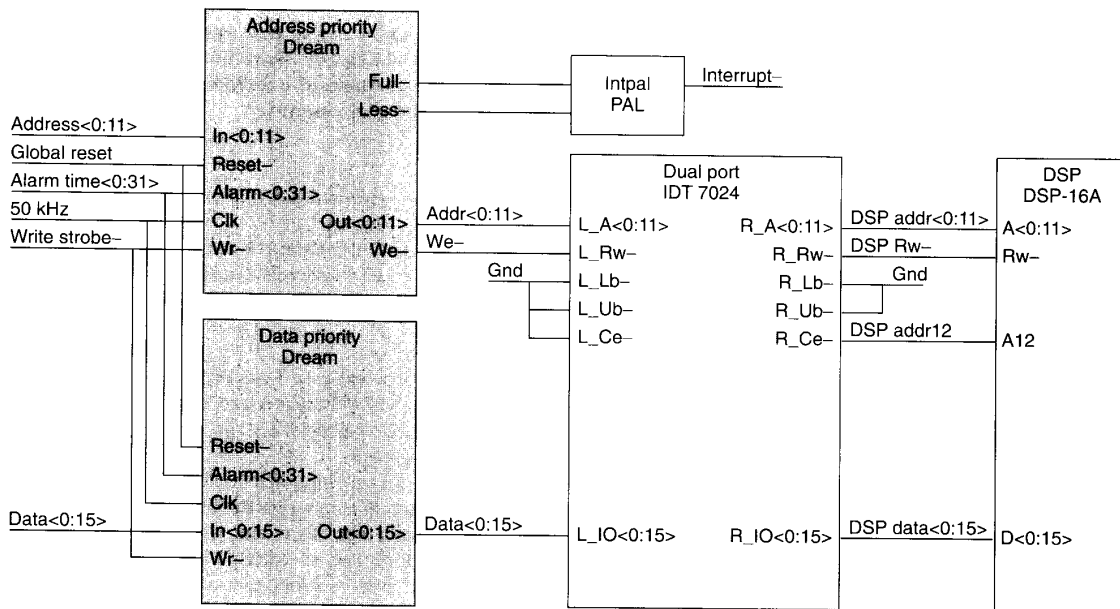 Address priority
Dream
Full–
Less–
Intpal
PAL
Interrupt–
Address<0:11>
In<0:11>
Global reset
Reset–
Alarm time<0:31>
Alarm<0:31>
50 kHz
Clk
Write strobe–
Wr–
Out<0:11>
We–
Addr<0:11>
We–
Gnd
Dual port
IDT 7024
L_A<0:11>
L_Rw–
L_Lb–
L_Ub–
L_Ce–
R_A<0:11>
R_Rw–
R_Lb–
R_Ub–
R_Ce–
DSP addr<0:11>
DSP Rw–
Gnd
DSP addr12
DSP
DSP-16A
A<0:11>
Rw–
A12
Data priority
Dream
Reset–
Alarm<0:31>
Clk
Data<0:15>
In<0:15>
Wr–
Out<0:15>
Data<0:15>
L_IO<0:15>
R_IO<0:15>
DSP data<0:15>
D<0:15>